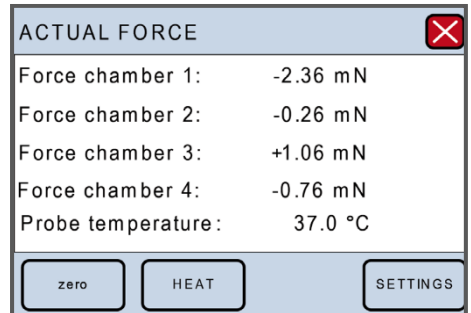 ACTUAL FORCE
Force chamber 1: -2.36 mN
Force chamber 2: -0.26 mN
Force chamber 3: +1.06 mN
Force chamber 4: -0.76 mN
Probe temperature: 37.0 °C
zero HEAT SETTINGS